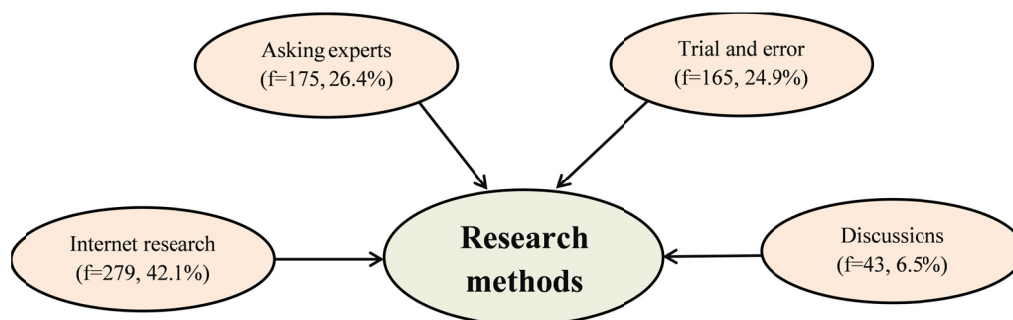 Asking experts
(f=175, 26.4%)
Trial and error
(f=165, 24.9%)
Internet research
(f=279, 42.1%)
Research
methods
Discussions
(f=43, 6.5%)